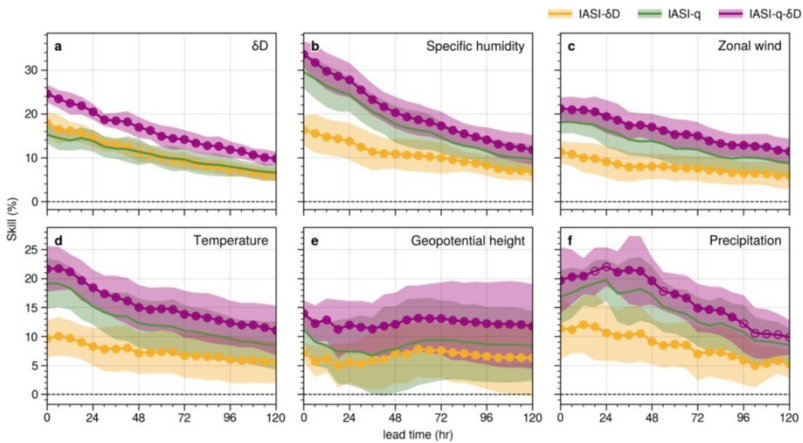 IASI-δD IASI-q IASI-q-δD
a δD
b Specific humidity
c Zonal wind
30
20
10
0
d Temperature
e Geopotential height
f Precipitation
25
20
15
10
5
0
Skill (%)
0 24 48 72 96 120
0 24 48 72 96 120
0 24 48 72 96 120
lead time (hr)